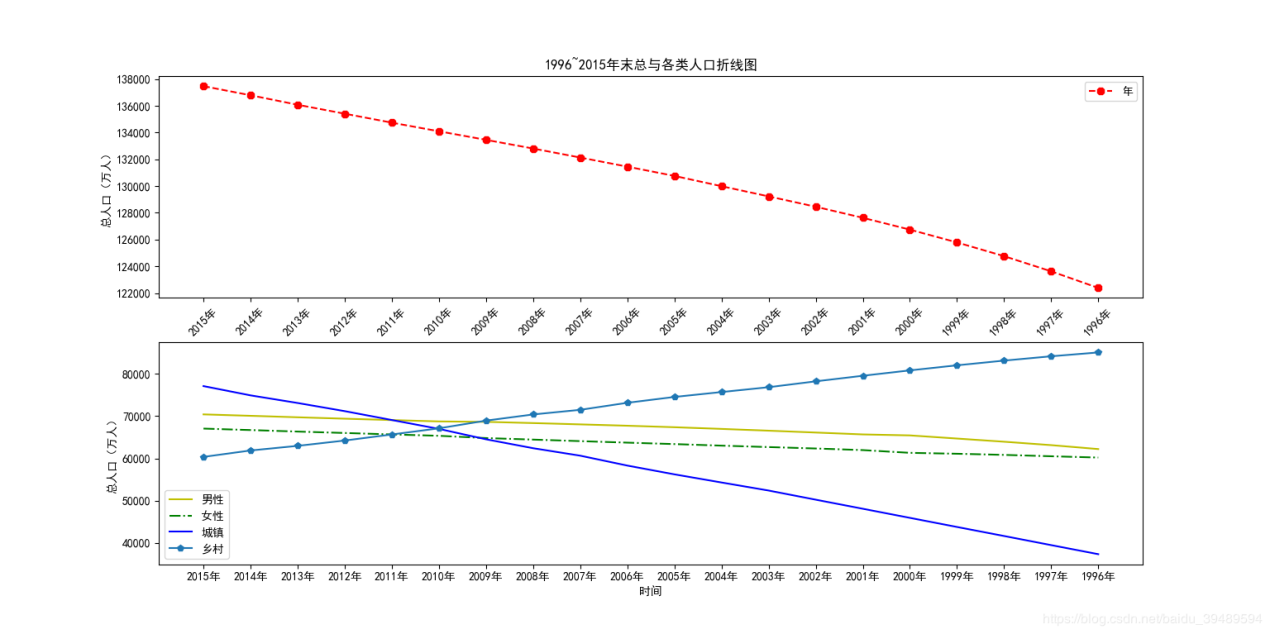 1996~2015年末总与各类人口折线图
138000
136000
134000
132000
130000
128000
126000
124000
122000
总人口（万人）
年
2015年 2014年 2013年 2012年 2011年 2010年 2009年 2008年 2007年 2006年 2005年 2004年 2003年 2002年 2001年 2000年 1999年 1998年 1997年 1996年
80000
70000
60000
50000
40000
总人口（万人）
男性
女性
城镇
乡村
2015年 2014年 2013年 2012年 2011年 2010年 2009年 2008年 2007年 2006年 2005年 2004年 2003年 2002年 2001年 2000年 1999年 1998年 1997年 1996年
时间
https://blog.csdn.net/baidu_39489594